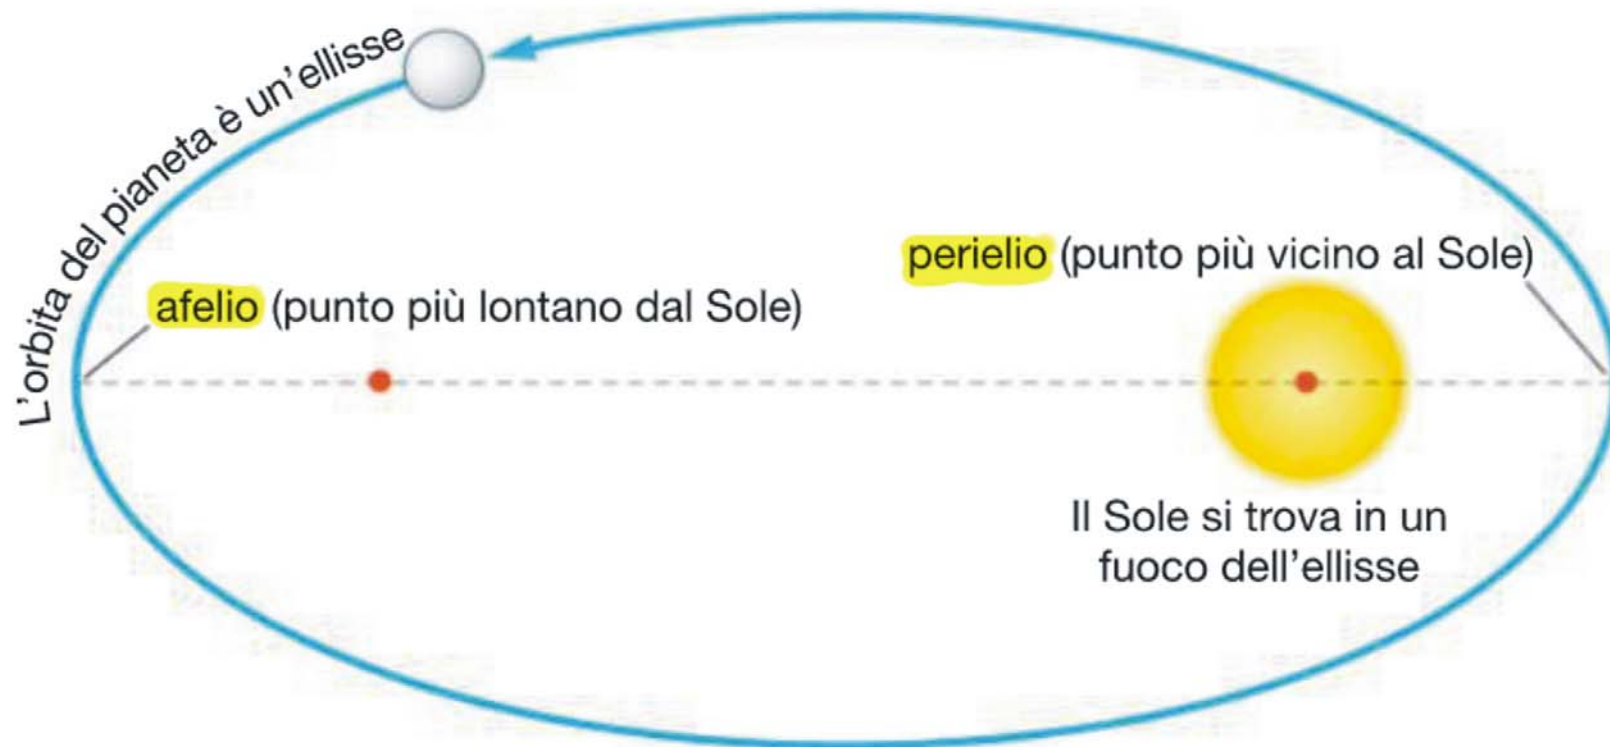 L'orbita del pianeta è un'ellisse
perielio (punto più vicino al Sole)
afelio (punto più lontano dal Sole)
Il Sole si trova in un
fuoco dell'ellisse